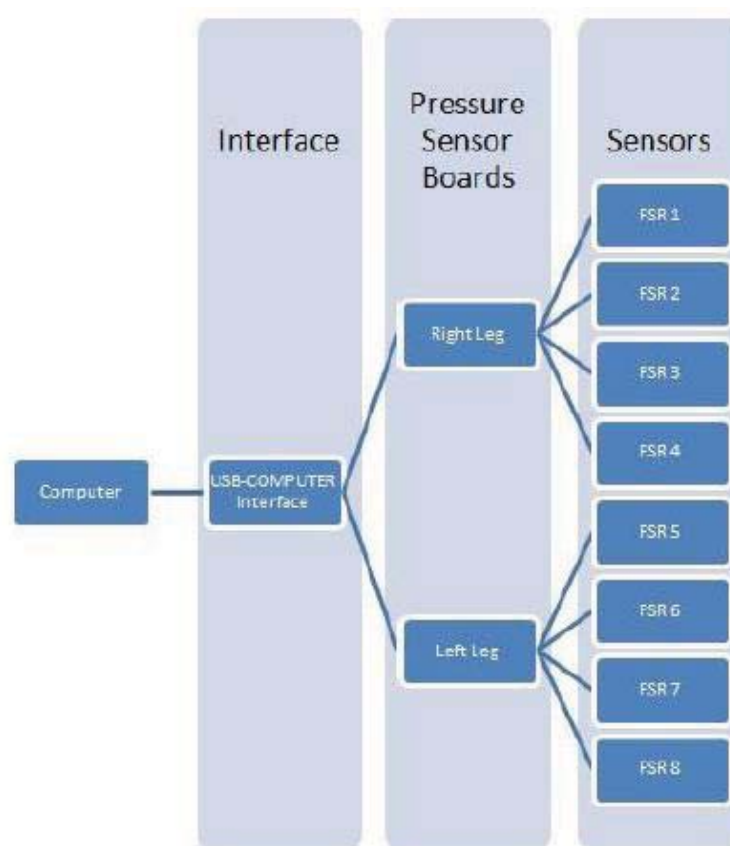 Interface
Pressure
Sensor
Boards
Sensors
Computer
USB-COMPUTER
Interface
Right Leg
Left Leg
FSR 1
FSR 2
FSR 3
FSR 4
FSR 5
FSR 6
FSR 7
FSR 8